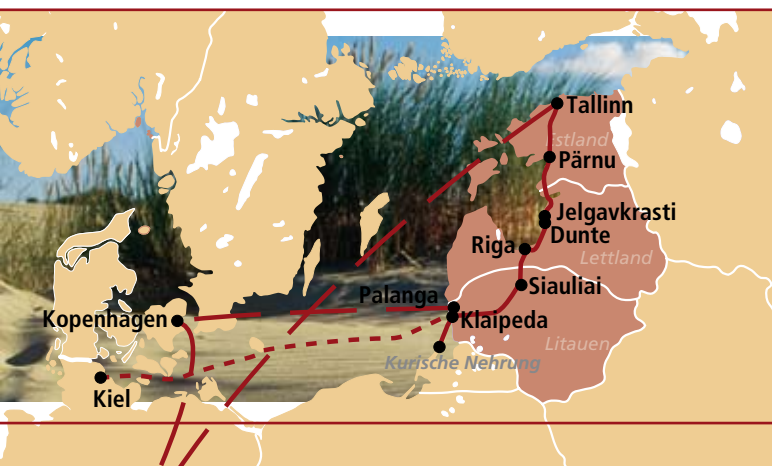 Tallinn
Estland
Pärnu
Jelgavkrasti
Dunte
Riga
Lettland
Siauliai
Palanga
Kopenhagen
Klaipeda
Litauen
Kurische Nehrung
Kiel